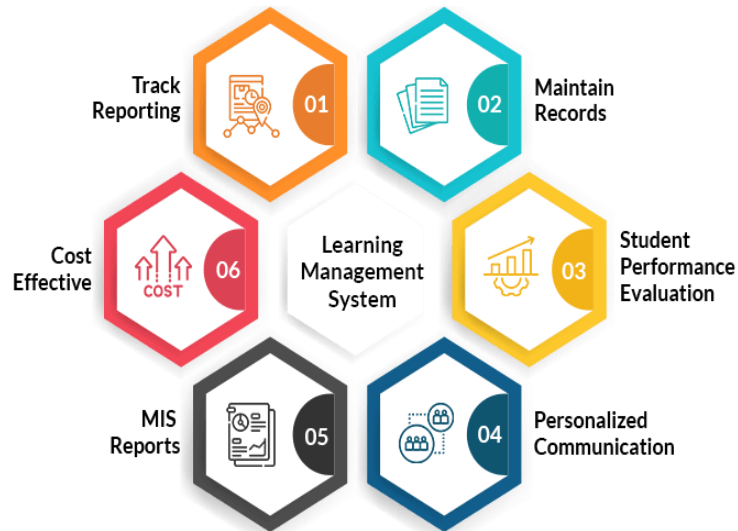 Track
Reporting
01
02
Maintain
Records
Cost
Effective
COST
06
Learning
Management
System
03
Student
Performance
Evaluation
MIS
Reports
05
04
Personalized
Communication